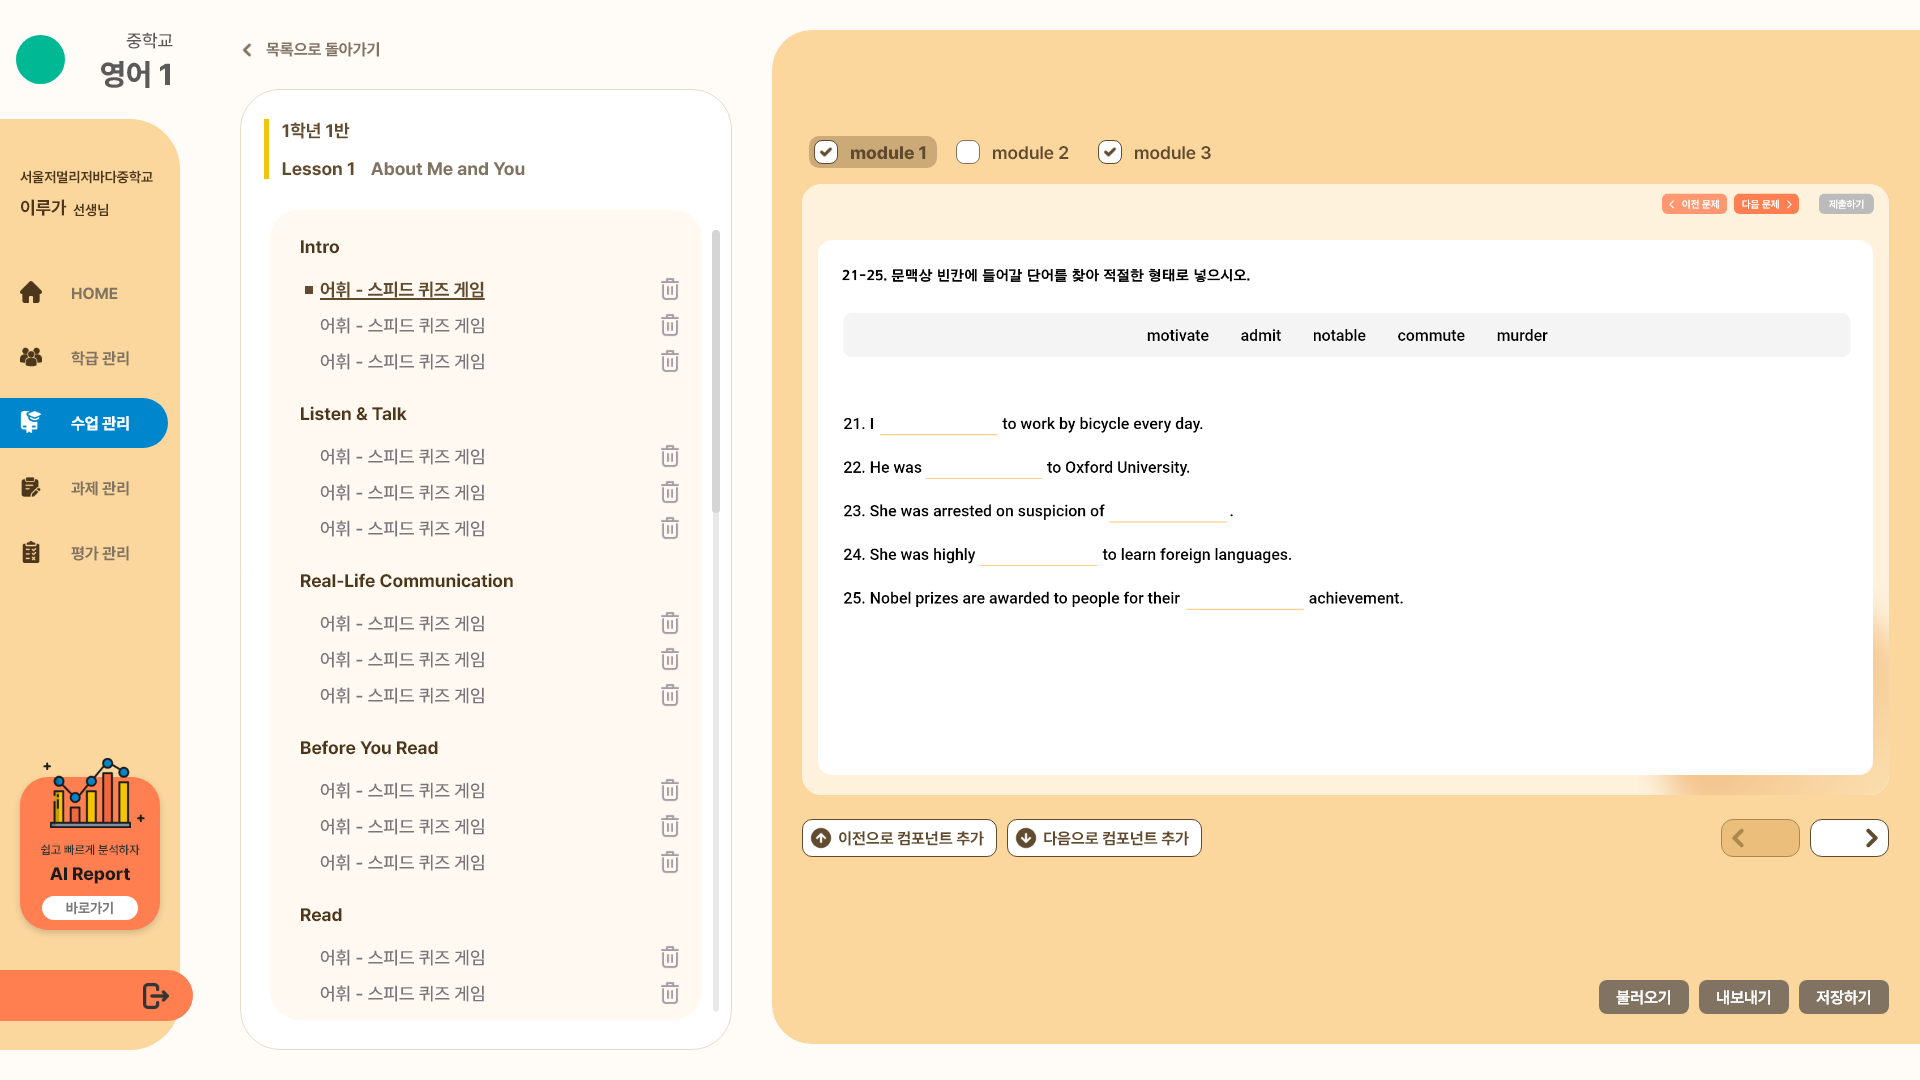 중학교
영어 1
서울저멀리저바다중학교
이루가 선생님
HOME
학급 관리
수업 관리
과제 관리
평가 관리
쉽고 빠르게 분석하자
AI Report
바로가기
목록으로 돌아가기
1학년 1반
Lesson 1 About Me and You
Intro
어휘 - 스피드 퀴즈 게임
어휘 - 스피드 퀴즈 게임
어휘 - 스피드 퀴즈 게임
Listen & Talk
어휘 - 스피드 퀴즈 게임
어휘 - 스피드 퀴즈 게임
어휘 - 스피드 퀴즈 게임
Real-Life Communication
어휘 - 스피드 퀴즈 게임
어휘 - 스피드 퀴즈 게임
어휘 - 스피드 퀴즈 게임
Before You Read
어휘 - 스피드 퀴즈 게임
어휘 - 스피드 퀴즈 게임
어휘 - 스피드 퀴즈 게임
Read
어휘 - 스피드 퀴즈 게임
어휘 - 스피드 퀴즈 게임
module 1 module 2 module 3
이전 문제 다음 문제 제출하기
21-25. 문맥상 빈칸에 들어갈 단어를 찾아 적절한 형태로 넣으시오.
motivate admit notable commute murder
21. I to work by bicycle every day.
22. He was to Oxford University.
23. She was arrested on suspicion of .
24. She was highly to learn foreign languages.
25. Nobel prizes are awarded to people for their achievement.
이전으로 컴포넌트 추가 다음으로 컴포넌트 추가
불러오기 내보내기 저장하기